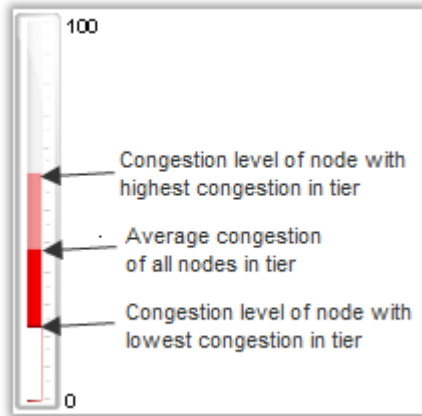 100
Congestion level of node with
highest congestion in tier
Average congestion
of all nodes in tier
Congestion level of node with
lowest congestion in tier
0